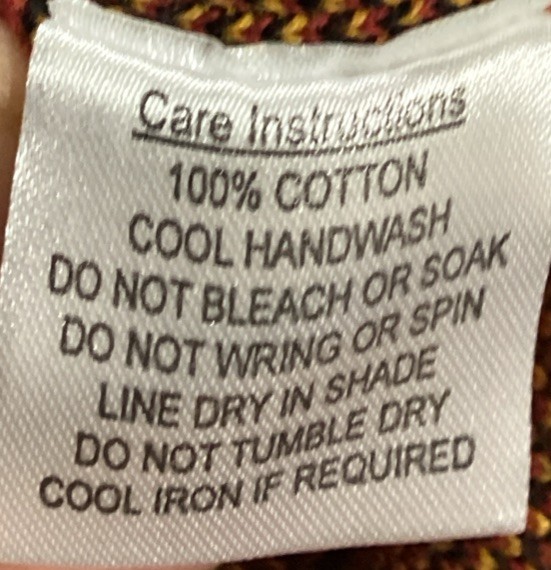 Care Instructions
100% COTTON
COOL HANDWASH
DO NOT BLEACH OR SOAK
DO NOT WRING OR SPIN
LINE DRY IN SHADE
DO NOT TUMBLE DRY
COOL IRON IF REQUIRED